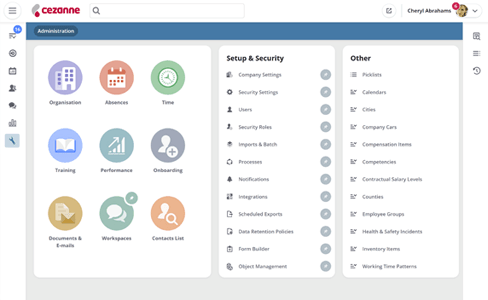 cezanne
Cheryl Abrahams
6
Administration
Organisation
Absences
Time
Training
Performance
Onboarding
Documents &
E-mails
Workspaces
Contacts List
Setup & Security
Company Settings
Security Settings
Users
Security Roles
Imports & Batch
Processes
Notifications
Integrations
Scheduled Exports
Data Retention Policies
Form Builder
Object Management
Other
Picklists
Calendars
Cities
Company Cars
Compensation Items
Competencies
Contractual Salary Levels
Counties
Employee Groups
Health & Safety Incidents
Inventory Items
Working Time Patterns